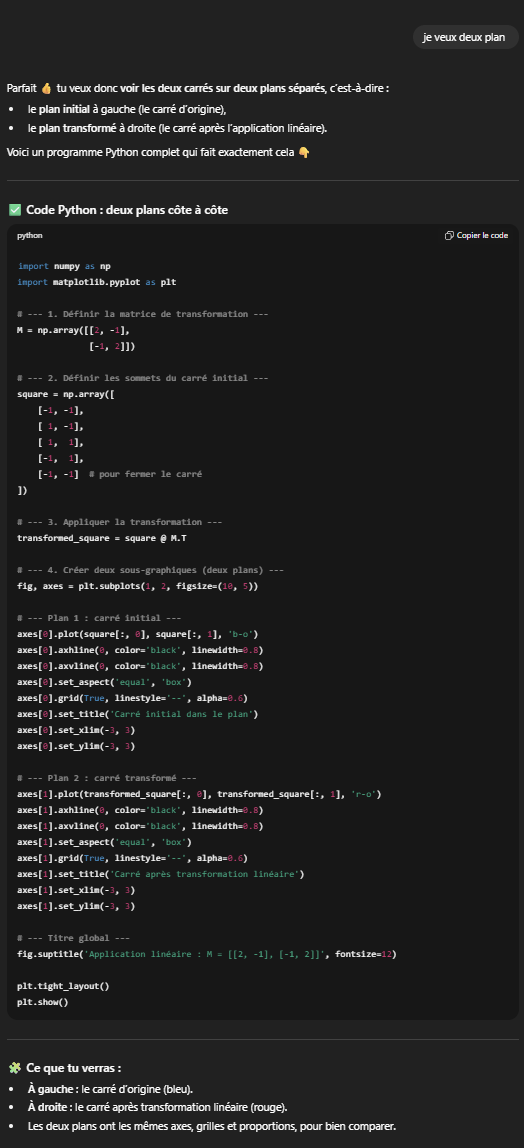 je veux deux plan
Parfait 👍 tu veux donc voir les deux carrés sur deux plans séparés, c'est-à-dire :
• le plan initial à gauche (le carré d'origine),
• le plan transformé à droite (le carré après l'application linéaire).
Voici un programme Python complet qui fait exactement cela 👇
✅ Code Python : deux plans côte à côte
python
Copier le code
import numpy as np
import matplotlib.pyplot as plt
# --- 1. Définir la matrice de transformation ---
M = np.array([[2, -1],
              [-1, 2]])
# --- 2. Définir les sommets du carré initial ---
square = np.array([
    [-1, -1],
    [ 1, -1],
    [ 1,  1],
    [-1,  1],
    [-1, -1]  # pour fermer le carré
])
# --- 3. Appliquer la transformation ---
transformed_square = square @ M.T
# --- 4. Créer deux sous-graphiques (deux plans) ---
fig, axes = plt.subplots(1, 2, figsize=(10, 5))
# --- Plan 1 : carré initial ---
axes[0].plot(square[:, 0], square[:, 1], 'b-o')
axes[0].axhline(0, color='black', linewidth=0.8)
axes[0].axvline(0, color='black', linewidth=0.8)
axes[0].set_aspect('equal', 'box')
axes[0].grid(True, linestyle='--', alpha=0.6)
axes[0].set_title('Carré initial dans le plan')
axes[0].set_xlim(-3, 3)
axes[0].set_ylim(-3, 3)
# --- Plan 2 : carré transformé ---
axes[1].plot(transformed_square[:, 0], transformed_square[:, 1], 'r-o')
axes[1].axhline(0, color='black', linewidth=0.8)
axes[1].axvline(0, color='black', linewidth=0.8)
axes[1].set_aspect('equal', 'box')
axes[1].grid(True, linestyle='--', alpha=0.6)
axes[1].set_title('Carré après transformation linéaire')
axes[1].set_xlim(-3, 3)
axes[1].set_ylim(-3, 3)
# --- Titre global ---
fig.suptitle('Application linéaire : M = [[2, -1], [-1, 2]]', fontsize=12)
plt.tight_layout()
plt.show()
🧩 Ce que tu verras :
• À gauche : le carré d'origine (bleu).
• À droite : le carré après transformation linéaire (rouge).
• Les deux plans ont les mêmes axes, grilles et proportions, pour bien comparer.